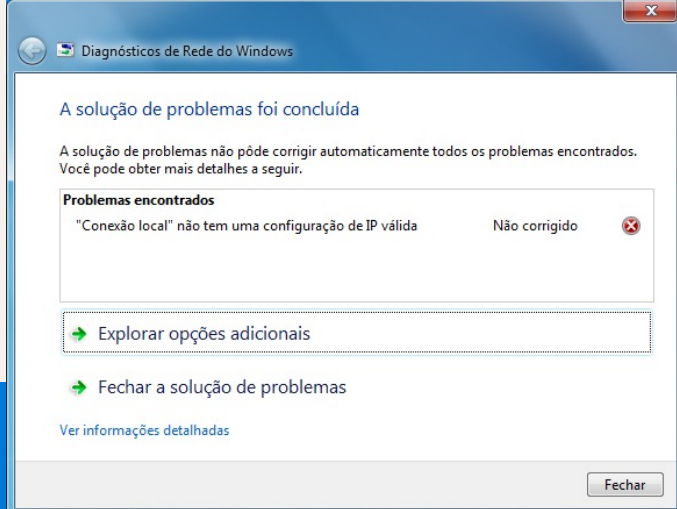 Diagnósticos de Rede do Windows
A solução de problemas foi concluída
A solução de problemas não pôde corrigir automaticamente todos os problemas encontrados.
Você pode obter mais detalhes a seguir.
Problemas encontrados
"Conexão local" não tem uma configuração de IP válida Não corrigido
Explorar opções adicionais
Fechar a solução de problemas
Ver informações detalhadas
Fechar